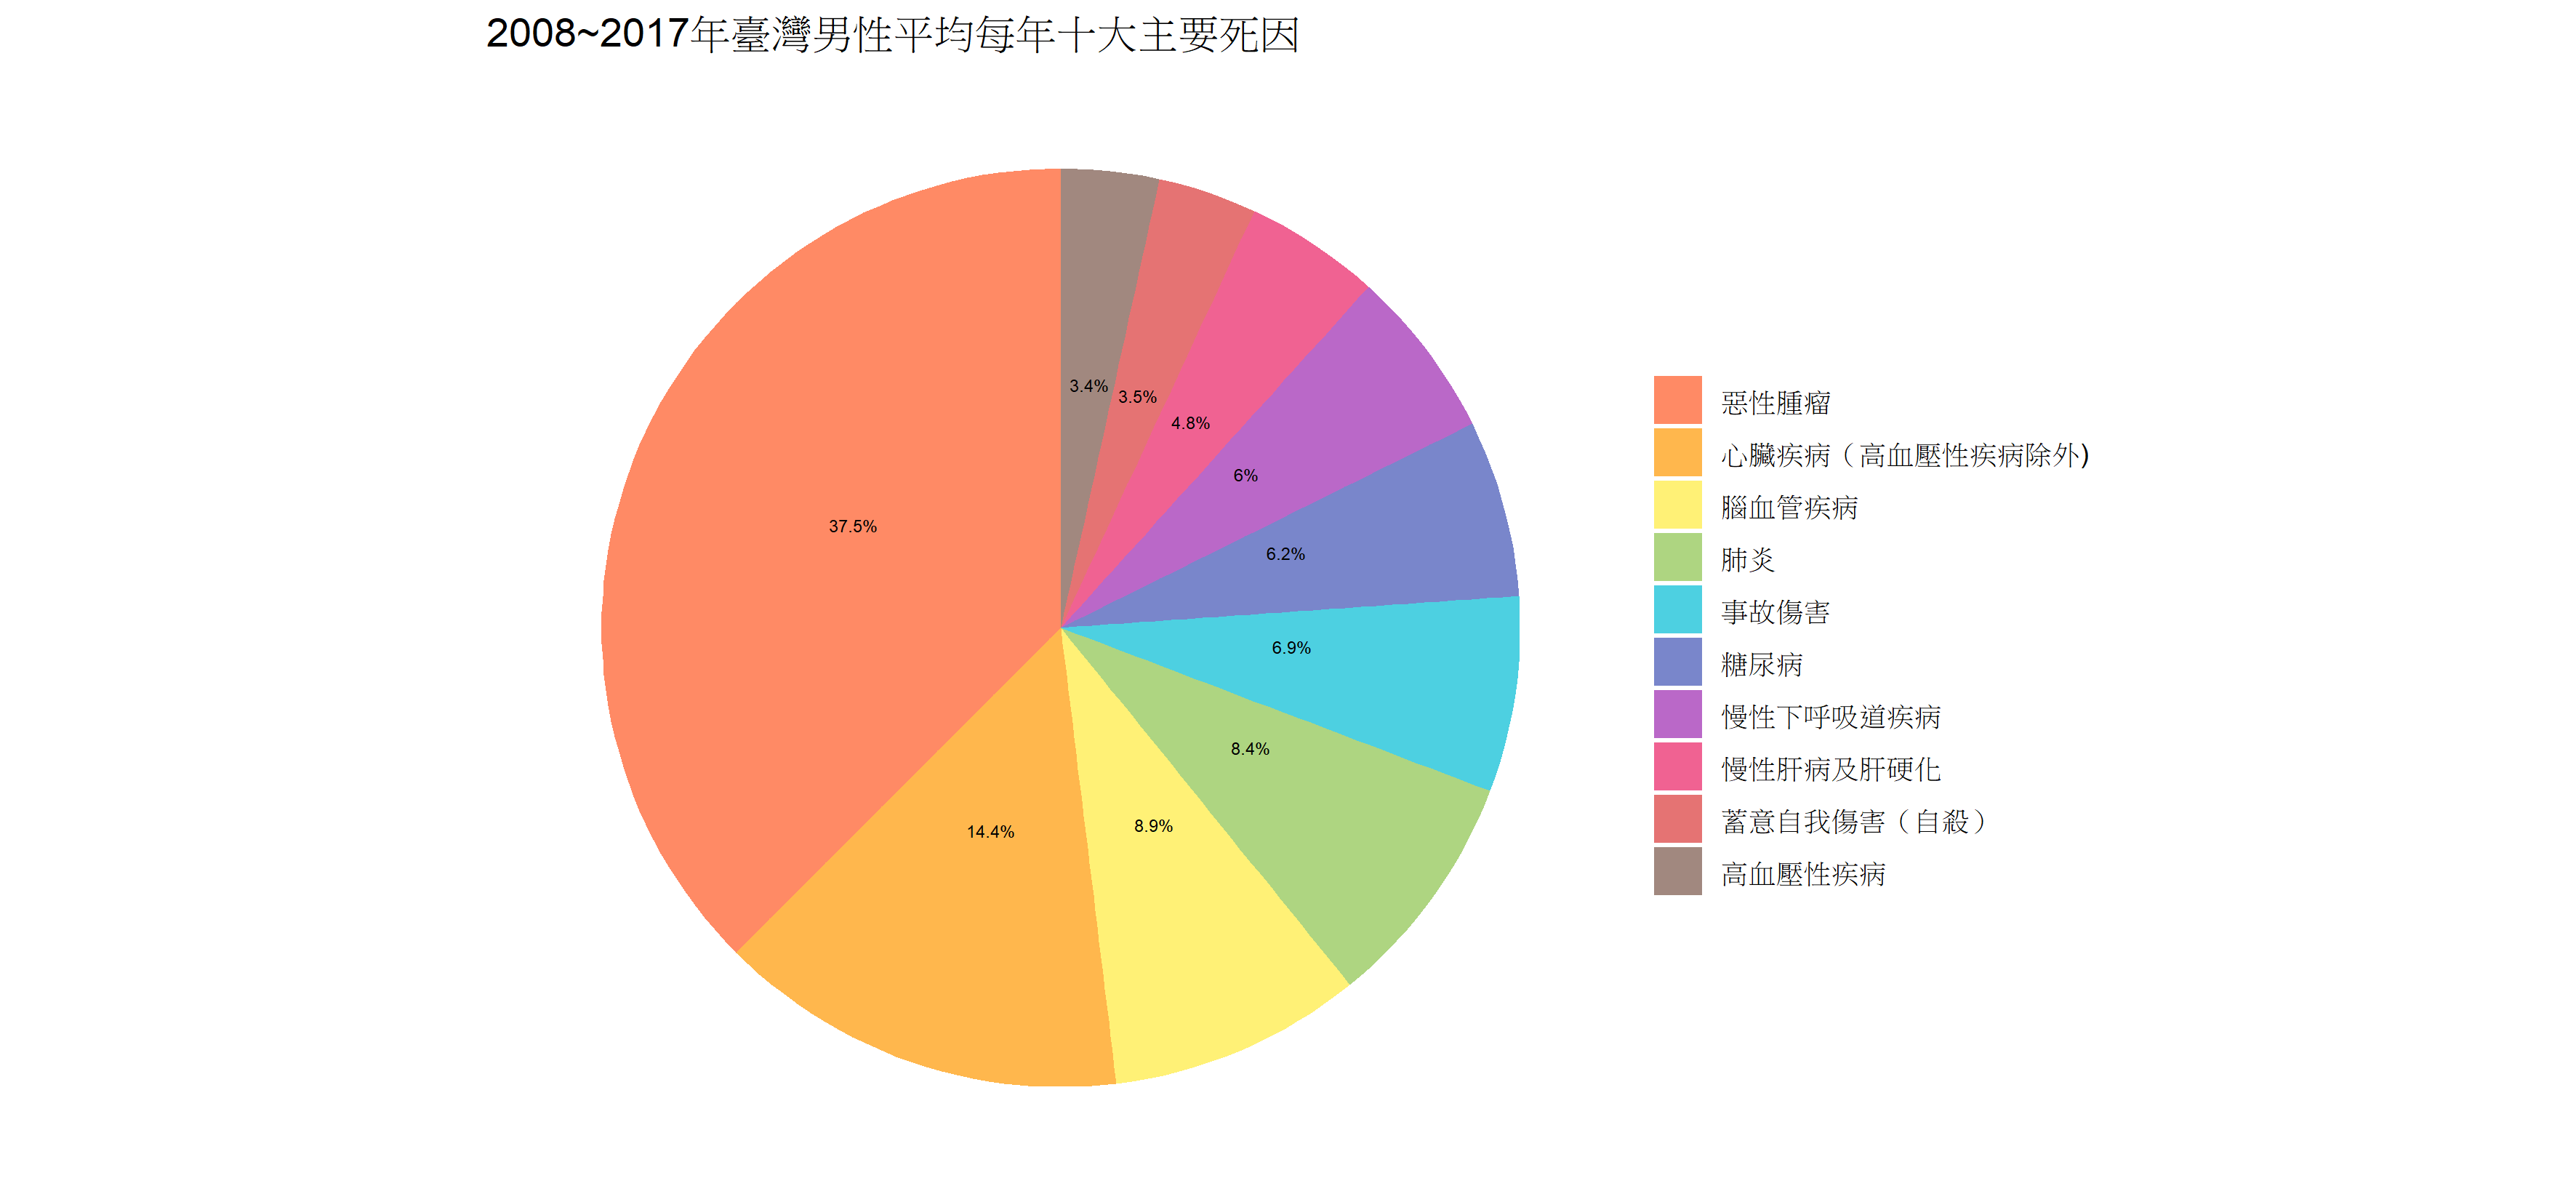 2008~2017年臺灣男性平均每年十大主要死因
3.4%
3.5%
4.8%
6%
37.5%
6.2%
6.9%
8.4%
8.9%
14.4%
惡性腫瘤
心臟疾病（高血壓性疾病除外)
腦血管疾病
肺炎
事故傷害
糖尿病
慢性下呼吸道疾病
慢性肝病及肝硬化
蓄意自我傷害（自殺）
高血壓性疾病